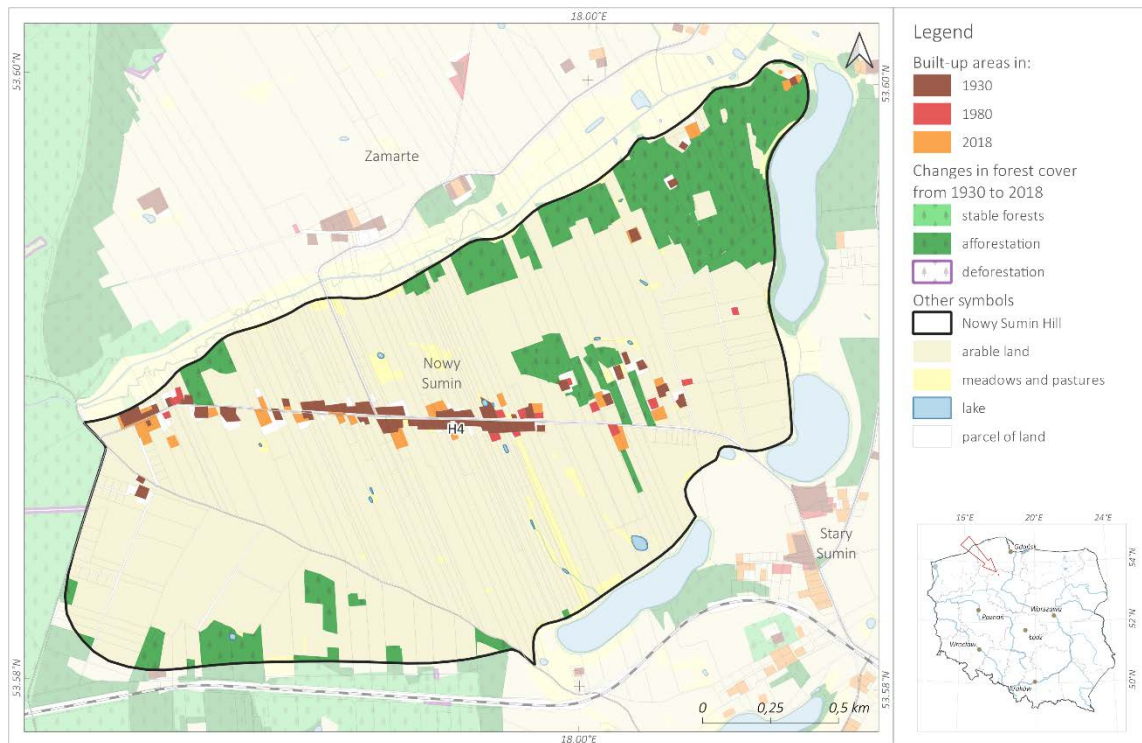 18.00°E
53.60°N
53.60°N
Zamarte
Nowy
Sumin
H4
Stary
Sumin
53.58°N
53.58°N
0 0,25 0,5 km
18.00°E
Legend
Built-up areas in:
1930
1980
2018
Changes in forest cover
from 1930 to 2018
stable forests
afforestation
deforestation
Other symbols
Nowy Sumin Hill
arable land
meadows and pastures
lake
parcel of land
16°E 20°E 24°E
Gdańsk
54°N
Poznań
Warszawa
52°N
Łódź
Wrocław
Kraków
50°N